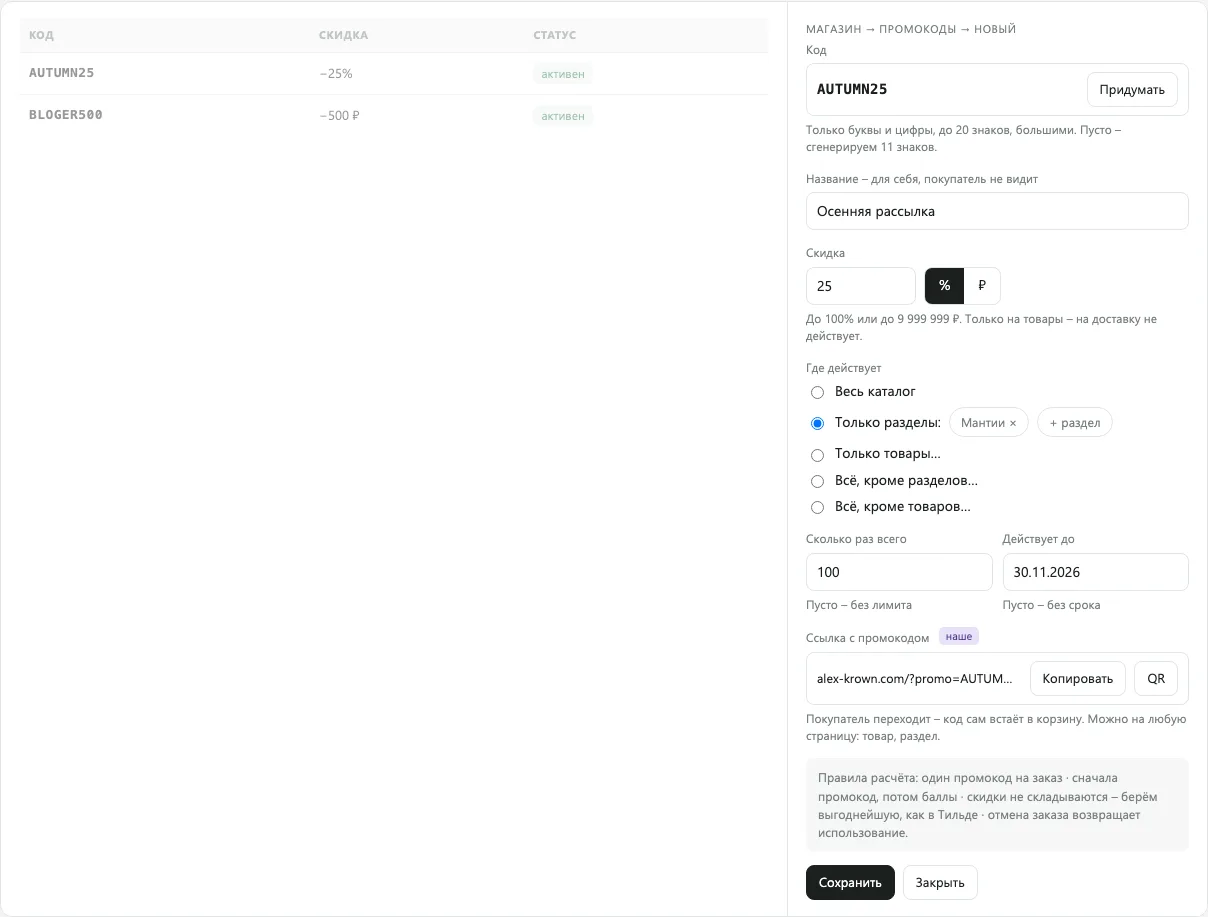 КОД СКИДКА СТАТУС
AUTUMN25 −25% активен
BLOGER500 −500 ₽ активен
МАГАЗИН → ПРОМОКОДЫ → НОВЫЙ
Код
AUTUMN25 Придумать
Только буквы и цифры, до 20 знаков, большими. Пусто –
сгенерируем 11 знаков.
Название – для себя, покупатель не видит
Осенняя рассылка
Скидка
25 % ₽
До 100% или до 9 999 999 ₽. Только на товары – на доставку не
действует.
Где действует
Весь каталог
Только разделы: Мантии × + раздел
Только товары...
Всё, кроме разделов...
Всё, кроме товаров...
Сколько раз всего Действует до
100 30.11.2026
Пусто – без лимита Пусто – без срока
Ссылка с промокодом наше
alex-krown.com/?promo=AUTUM... Копировать QR
Покупатель переходит – код сам встаёт в корзину. Можно на любую
страницу: товар, раздел.
Правила расчёта: один промокод на заказ · сначала
промокод, потом баллы · скидки не складываются – берём
выгоднейшую, как в Тильде · отмена заказа возвращает
использование.
Сохранить Закрыть